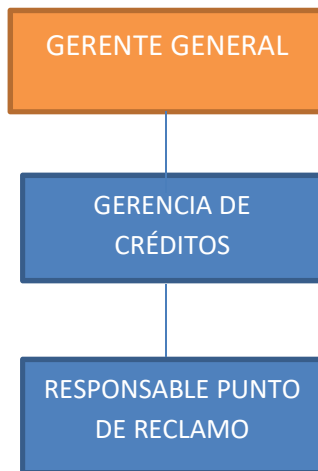 GERENTE GENERAL
GERENCIA DE
CRÉDITOS
RESPONSABLE PUNTO
DE RECLAMO